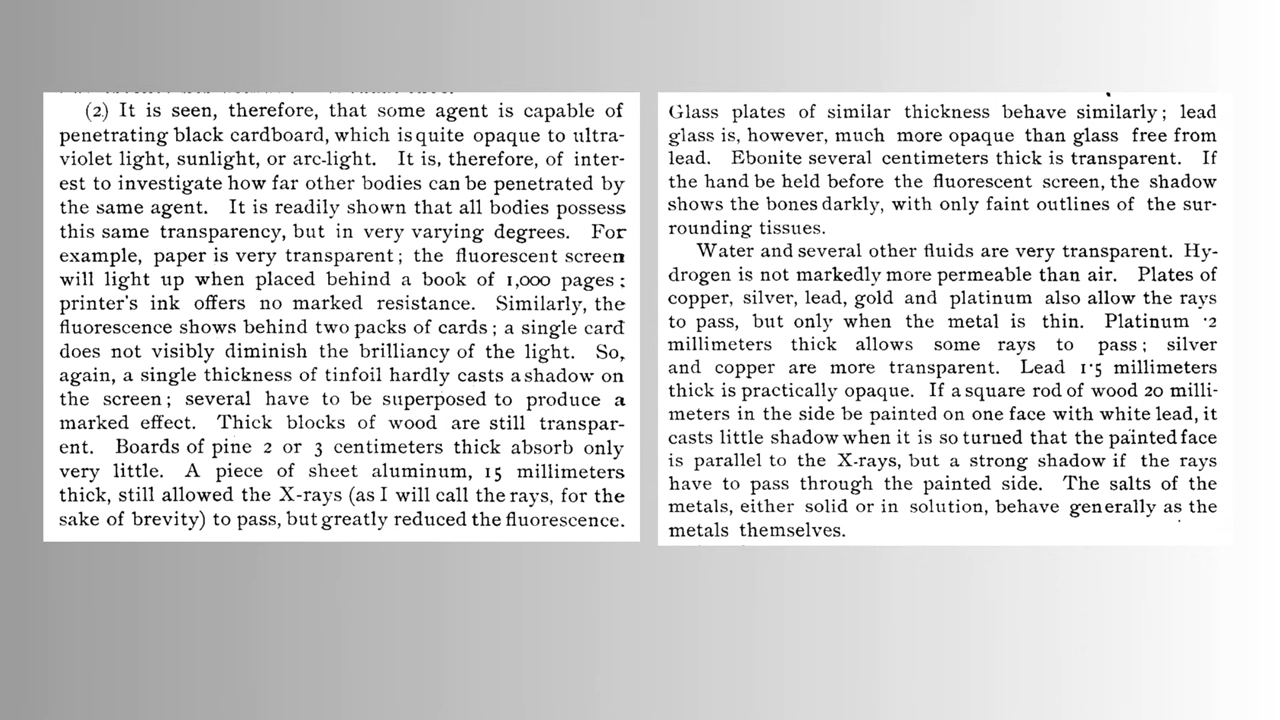 (2) It is seen, therefore, that some agent is capable of
penetrating black cardboard, which is quite opaque to ultra-
violet light, sunlight, or arc-light. It is, therefore, of inter-
est to investigate how far other bodies can be penetrated by
the same agent. It is readily shown that all bodies possess
this same transparency, but in very varying degrees. For
example, paper is very transparent; the fluorescent screen
will light up when placed behind a book of 1,000 pages;
printer's ink offers no marked resistance. Similarly, the
fluorescence shows behind two packs of cards; a single card
does not visibly diminish the brilliancy of the light. So,
again, a single thickness of tinfoil hardly casts a shadow on
the screen; several have to be superposed to produce a
marked effect. Thick blocks of wood are still transpar-
ent. Boards of pine 2 or 3 centimeters thick absorb only
very little. A piece of sheet aluminum, 15 millimeters
thick, still allowed the X-rays (as I will call the rays, for the
sake of brevity) to pass, but greatly reduced the fluorescence.
Glass plates of similar thickness behave similarly; lead
glass is, however, much more opaque than glass free from
lead. Ebonite several centimeters thick is transparent. If
the hand be held before the fluorescent screen, the shadow
shows the bones darkly, with only faint outlines of the sur-
rounding tissues.
Water and several other fluids are very transparent. Hy-
drogen is not markedly more permeable than air. Plates of
copper, silver, lead, gold and platinum also allow the rays
to pass, but only when the metal is thin. Platinum ·2
millimeters thick allows some rays to pass; silver
and copper are more transparent. Lead 1·5 millimeters
thick is practically opaque. If a square rod of wood 20 milli-
meters in the side be painted on one face with white lead, it
casts little shadow when it is so turned that the painted face
is parallel to the X-rays, but a strong shadow if the rays
have to pass through the painted side. The salts of the
metals, either solid or in solution, behave generally as the
metals themselves.